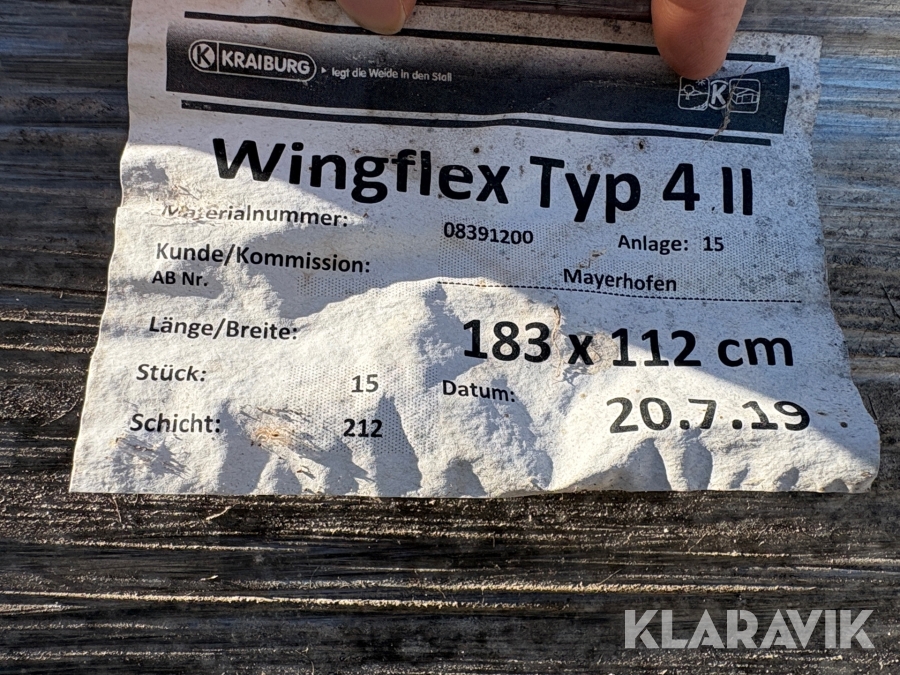 K KRAIBURG legt die Weide in den Stall
K
Wingflex Typ 4 II
Materialnummer: 08391200 Anlage: 15
Kunde/Kommission: Mayerhofen
AB Nr.
Länge/Breite: 183 x 112 cm
Stück: 15 Datum: 20.7.19
Schicht: 212
KLARAVIK